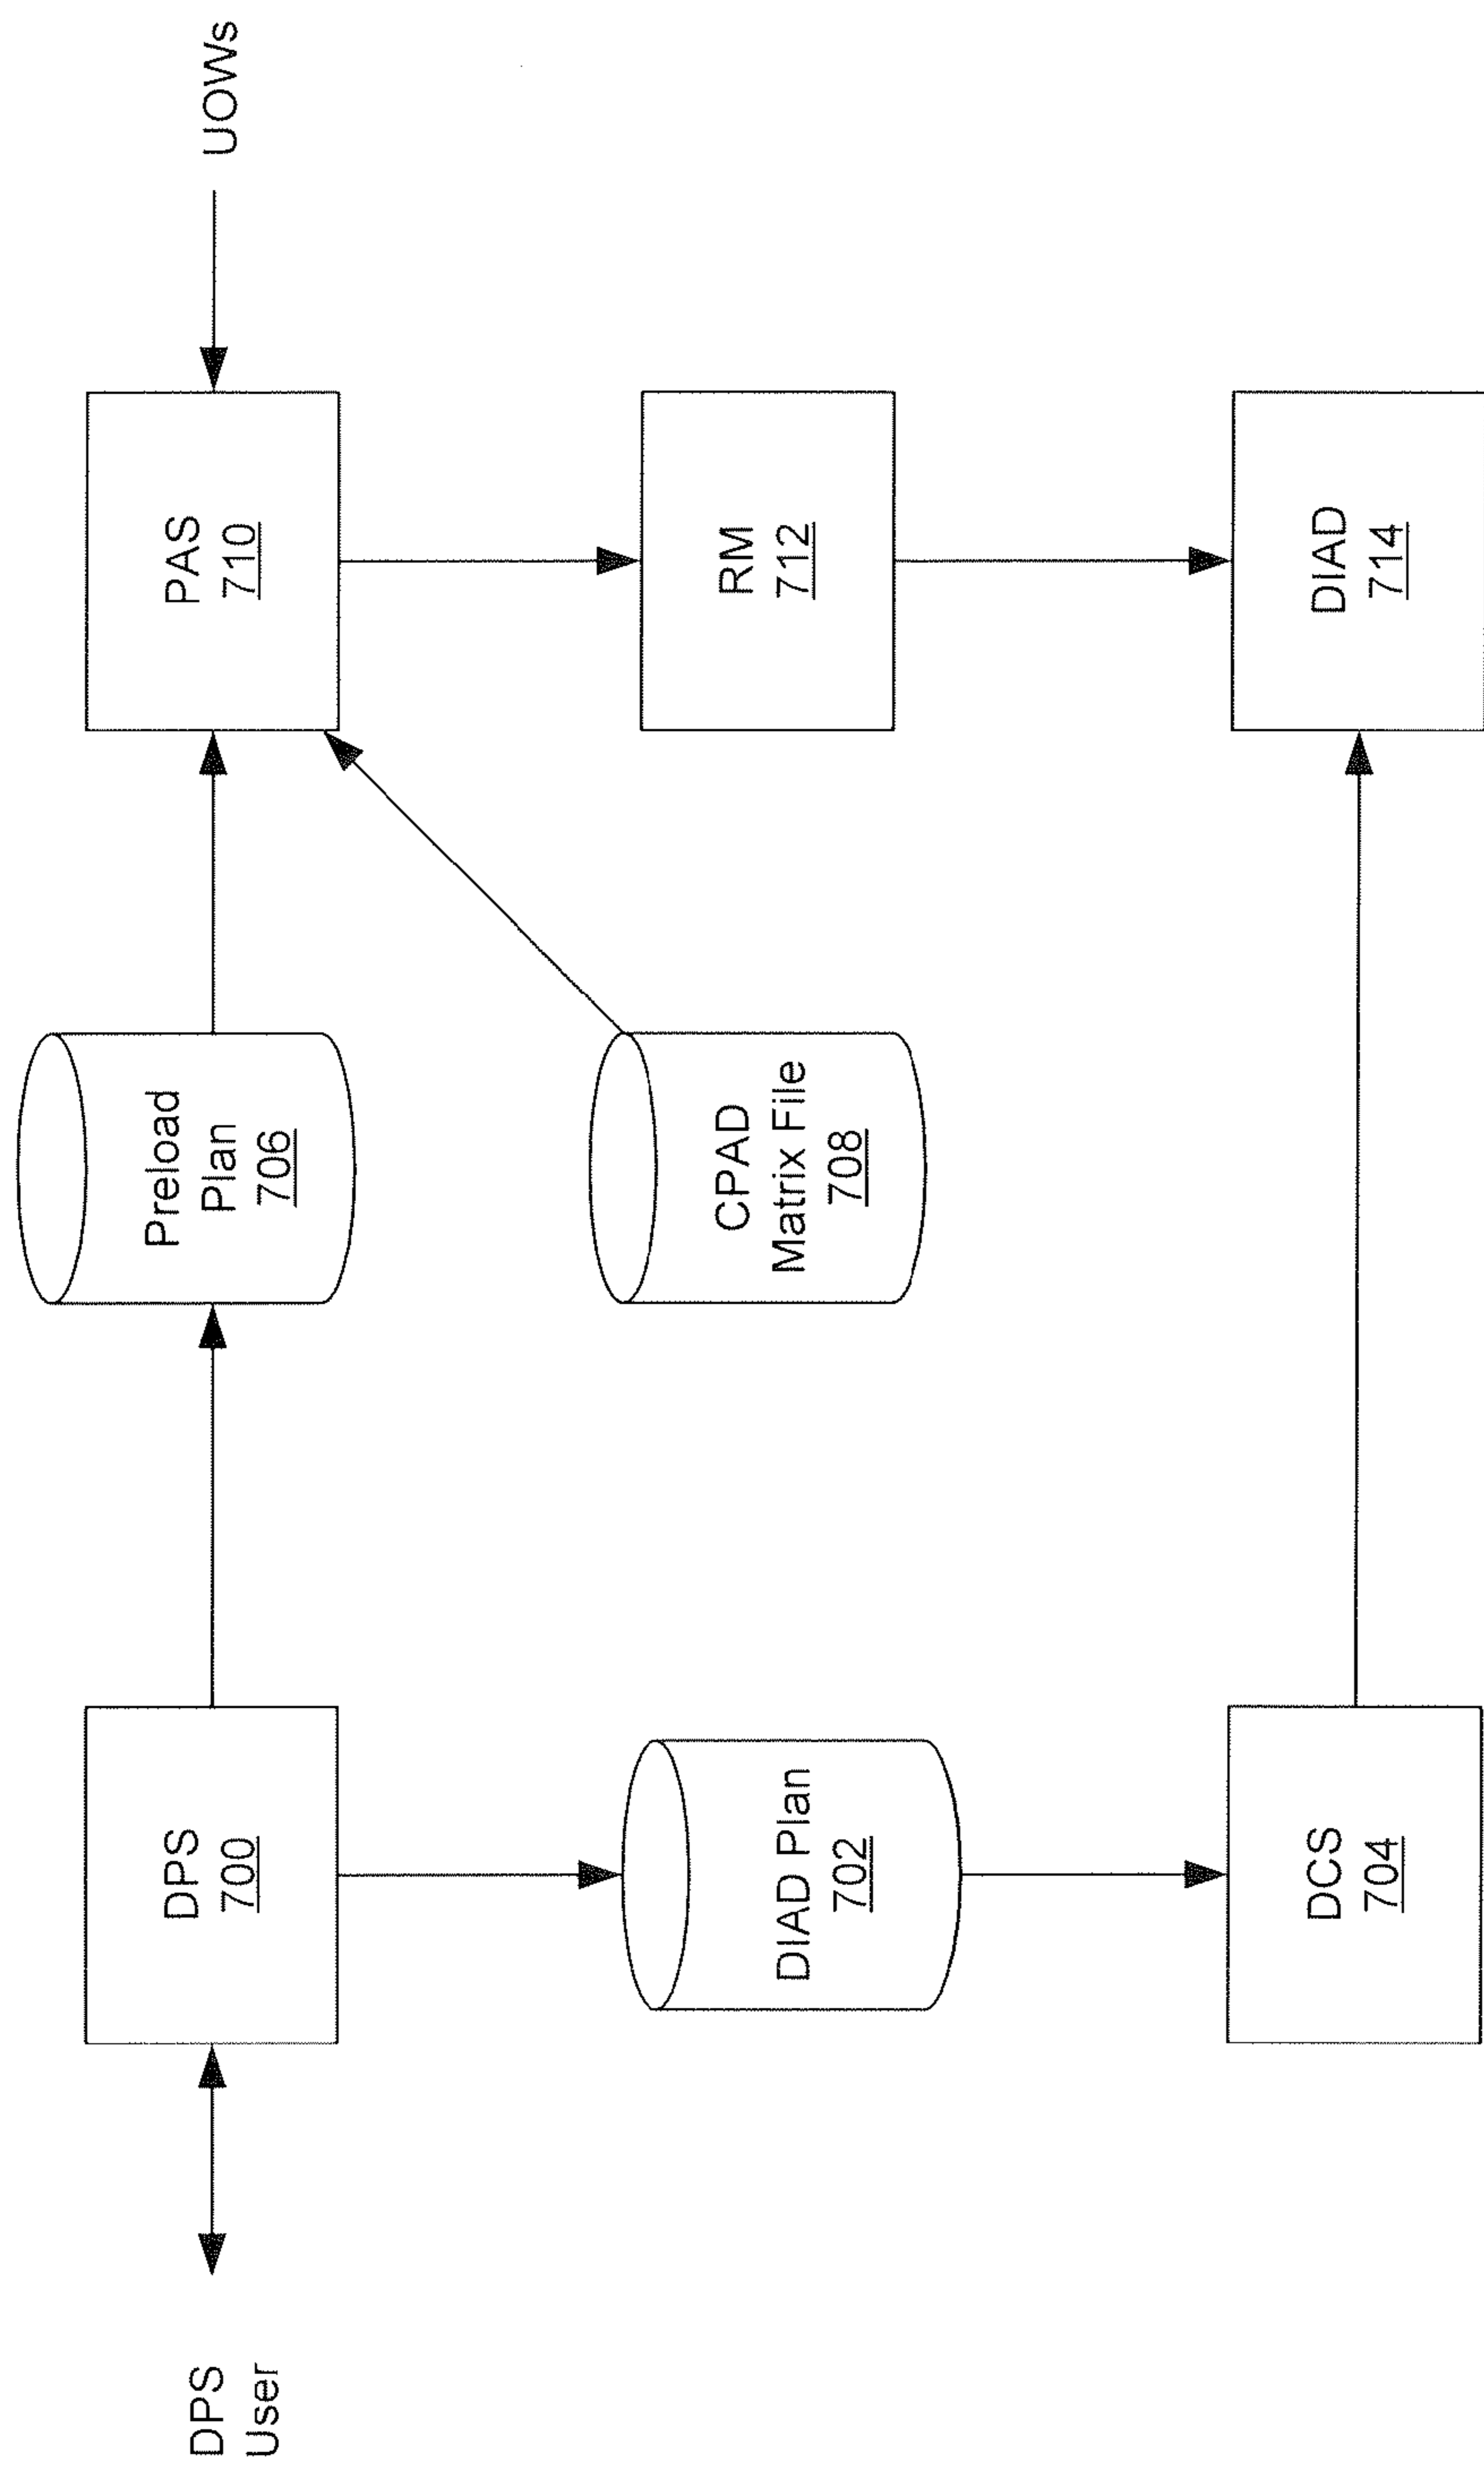 DPS
User
DPS
700
Preload
Plan
706
PAS
710
UOWs
DIAD Plan
702
CPAD
Matrix File
708
RM
712
DCS
704
DIAD
714